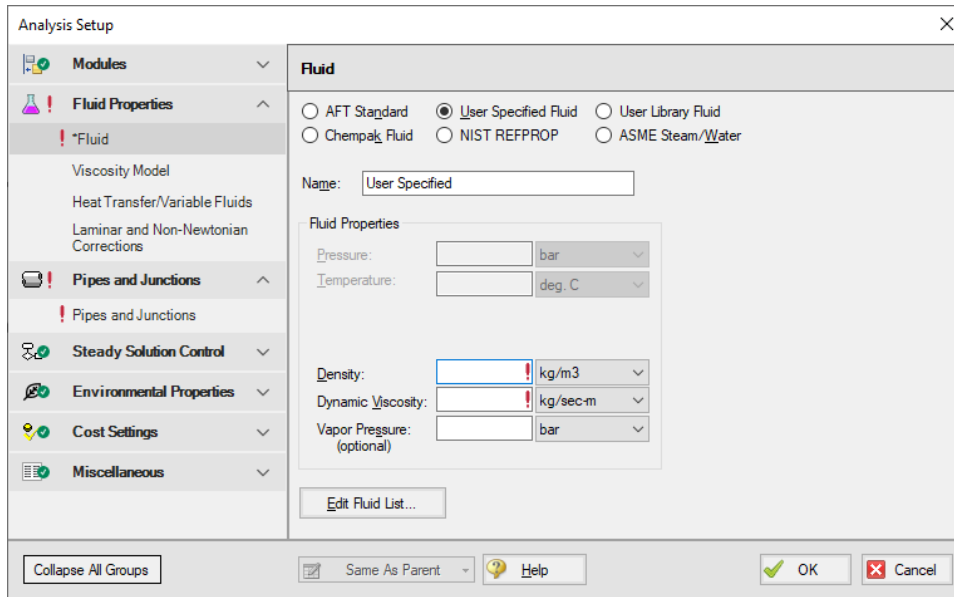 Analysis Setup
Modules
Fluid Properties
*Fluid
Viscosity Model
Heat Transfer/Variable Fluids
Laminar and Non-Newtonian
Corrections
Pipes and Junctions
Pipes and Junctions
Steady Solution Control
Environmental Properties
Cost Settings
Miscellaneous
Fluid
AFT Standard User Specified Fluid User Library Fluid
Chempak Fluid NIST REFPROP ASME Steam/Water
Name: User Specified
Fluid Properties
Pressure: bar
Temperature: deg. C
Density: ! kg/m3
Dynamic Viscosity: ! kg/sec-m
Vapor Pressure: bar
(optional)
Edit Fluid List...
Collapse All Groups Same As Parent Help OK Cancel